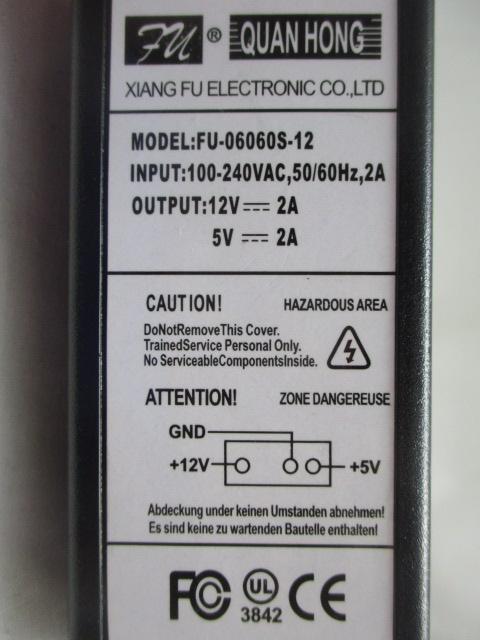 FU® QUAN HONG
XIANG FU ELECTRONIC CO.,LTD
MODEL:FU-06060S-12
INPUT:100-240VAC,50/60Hz,2A
OUTPUT:12V⎓ 2A
5V⎓ 2A
CAUTION! HAZARDOUS AREA
DoNotRemoveThis Cover.
TrainedService Personal Only.
No ServiceableComponentsInside.
ATTENTION! ZONE DANGEREUSE
GND
+12V +5V
Abdeckung under keinen Umstanden abnehmen!
Es sind keine zu wartenden Bautelle enthalten!
FC UL CE
3842